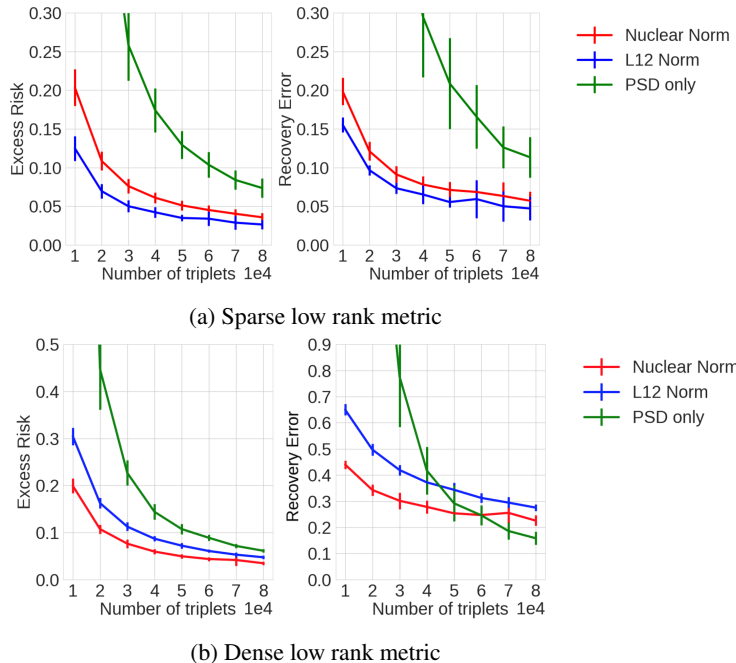 0.30
0.25
0.20
0.15
0.10
0.05
0.00
Excess Risk
1 2 3 4 5 6 7 8
Number of triplets 1e4
0.30
0.25
0.20
0.15
0.10
0.05
0.00
Recovery Error
1 2 3 4 5 6 7 8
Number of triplets 1e4
Nuclear Norm
L12 Norm
PSD only
(a) Sparse low rank metric
0.5
0.4
0.3
0.2
0.1
0.0
Excess Risk
1 2 3 4 5 6 7 8
Number of triplets 1e4
0.9
0.8
0.7
0.6
0.5
0.4
0.3
0.2
0.1
0.0
Recovery Error
1 2 3 4 5 6 7 8
Number of triplets 1e4
Nuclear Norm
L12 Norm
PSD only
(b) Dense low rank metric